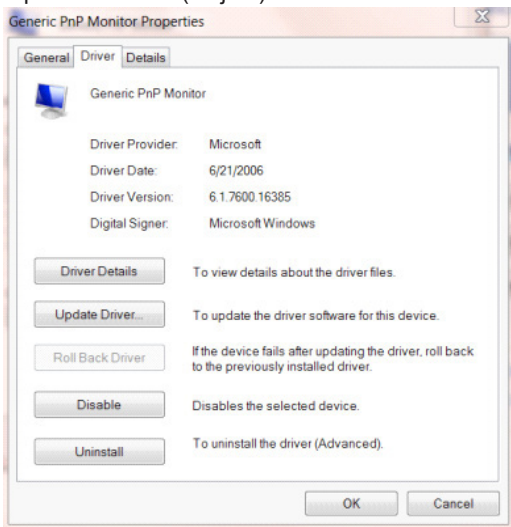 Generic PnP Monitor Properties
General Driver Details
Generic PnP Monitor
Driver Provider: Microsoft
Driver Date: 6/21/2006
Driver Version: 6.1.7600.16385
Digital Signer: Microsoft Windows
Driver Details To view details about the driver files.
Update Driver... To update the driver software for this device.
Roll Back Driver If the device fails after updating the driver, roll back
to the previously installed driver.
Disable Disables the selected device.
Uninstall To uninstall the driver (Advanced).
OK Cancel